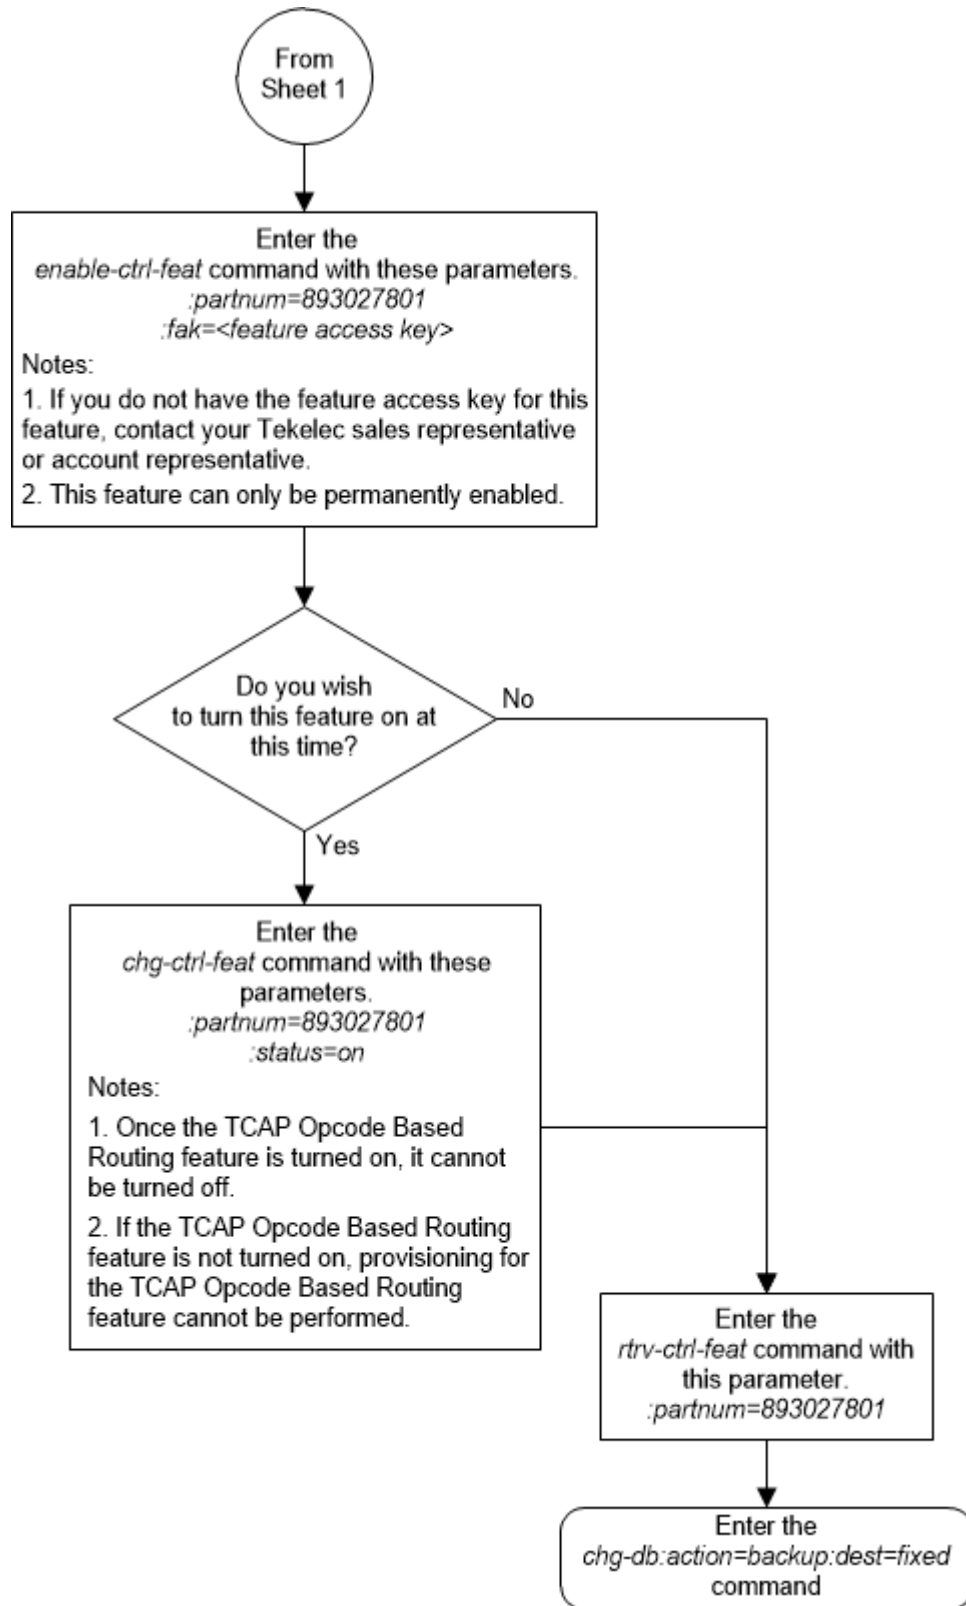 From
Sheet 1
Enter the
enable-ctrl-feat command with these parameters.
:partnum=893027801
:fak=<feature access key>
Notes:
1. If you do not have the feature access key for this
feature, contact your Tekelec sales representative
or account representative.
2. This feature can only be permanently enabled.
Do you wish
to turn this feature on at
this time?
No
Yes
Enter the
chg-ctrl-feat command with these
parameters.
:partnum=893027801
:status=on
Notes:
1. Once the TCAP Opcode Based
Routing feature is turned on, it cannot
be turned off.
2. If the TCAP Opcode Based Routing
feature is not turned on, provisioning for
the TCAP Opcode Based Routing
feature cannot be performed.
Enter the
rtrv-ctrl-feat command with
this parameter.
:partnum=893027801
Enter the
chg-db:action=backup:dest=fixed
command